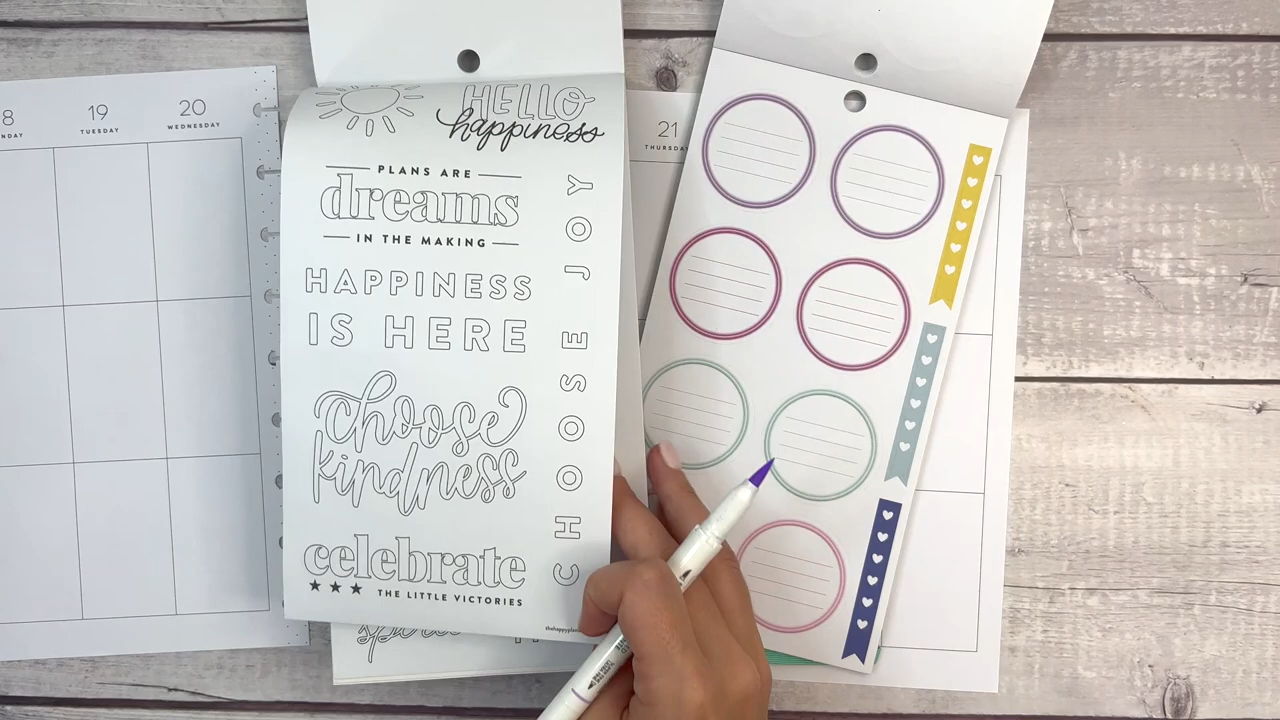 8
NDAY
19
TUESDAY
20
WEDNESDAY
HELLO
happiness
PLANS ARE
dreams
IN THE MAKING
HAPPINESS
IS HERE
choose
kindness
celebrate
★★★ THE LITTLE VICTORIES
CHOOSE JOY
21
THURSDAY